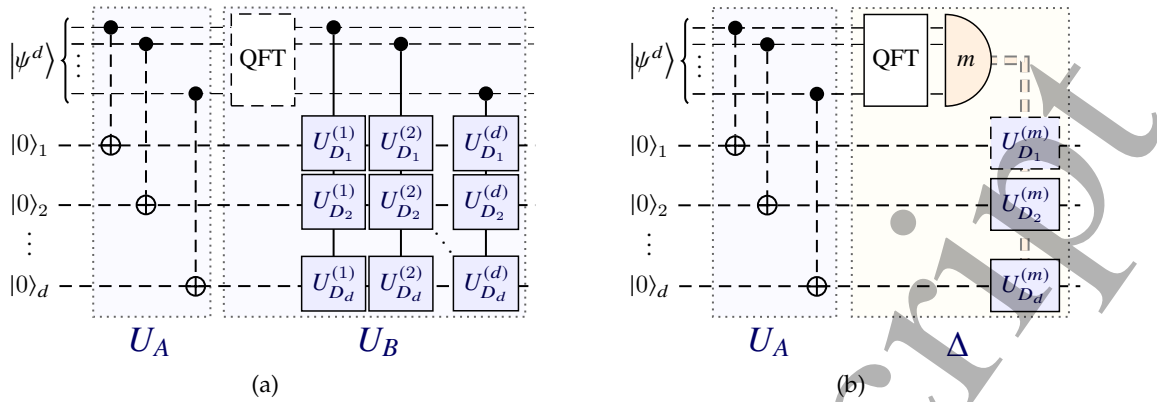 |ψ^d⟩ QFT
|0⟩_1 U_{D_1}^{(1)} U_{D_1}^{(2)} U_{D_1}^{(d)}
|0⟩_2 U_{D_2}^{(1)} U_{D_2}^{(2)} U_{D_2}^{(d)}
⋮ ⋱
|0⟩_d U_{D_d}^{(1)} U_{D_d}^{(2)} U_{D_d}^{(d)}
U_A U_B
(a)
|ψ^d⟩ QFT m
|0⟩_1 U_{D_1}^{(m)}
|0⟩_2 U_{D_2}^{(m)}
⋮
|0⟩_d U_{D_d}^{(m)}
U_A Δ
(b)
cript